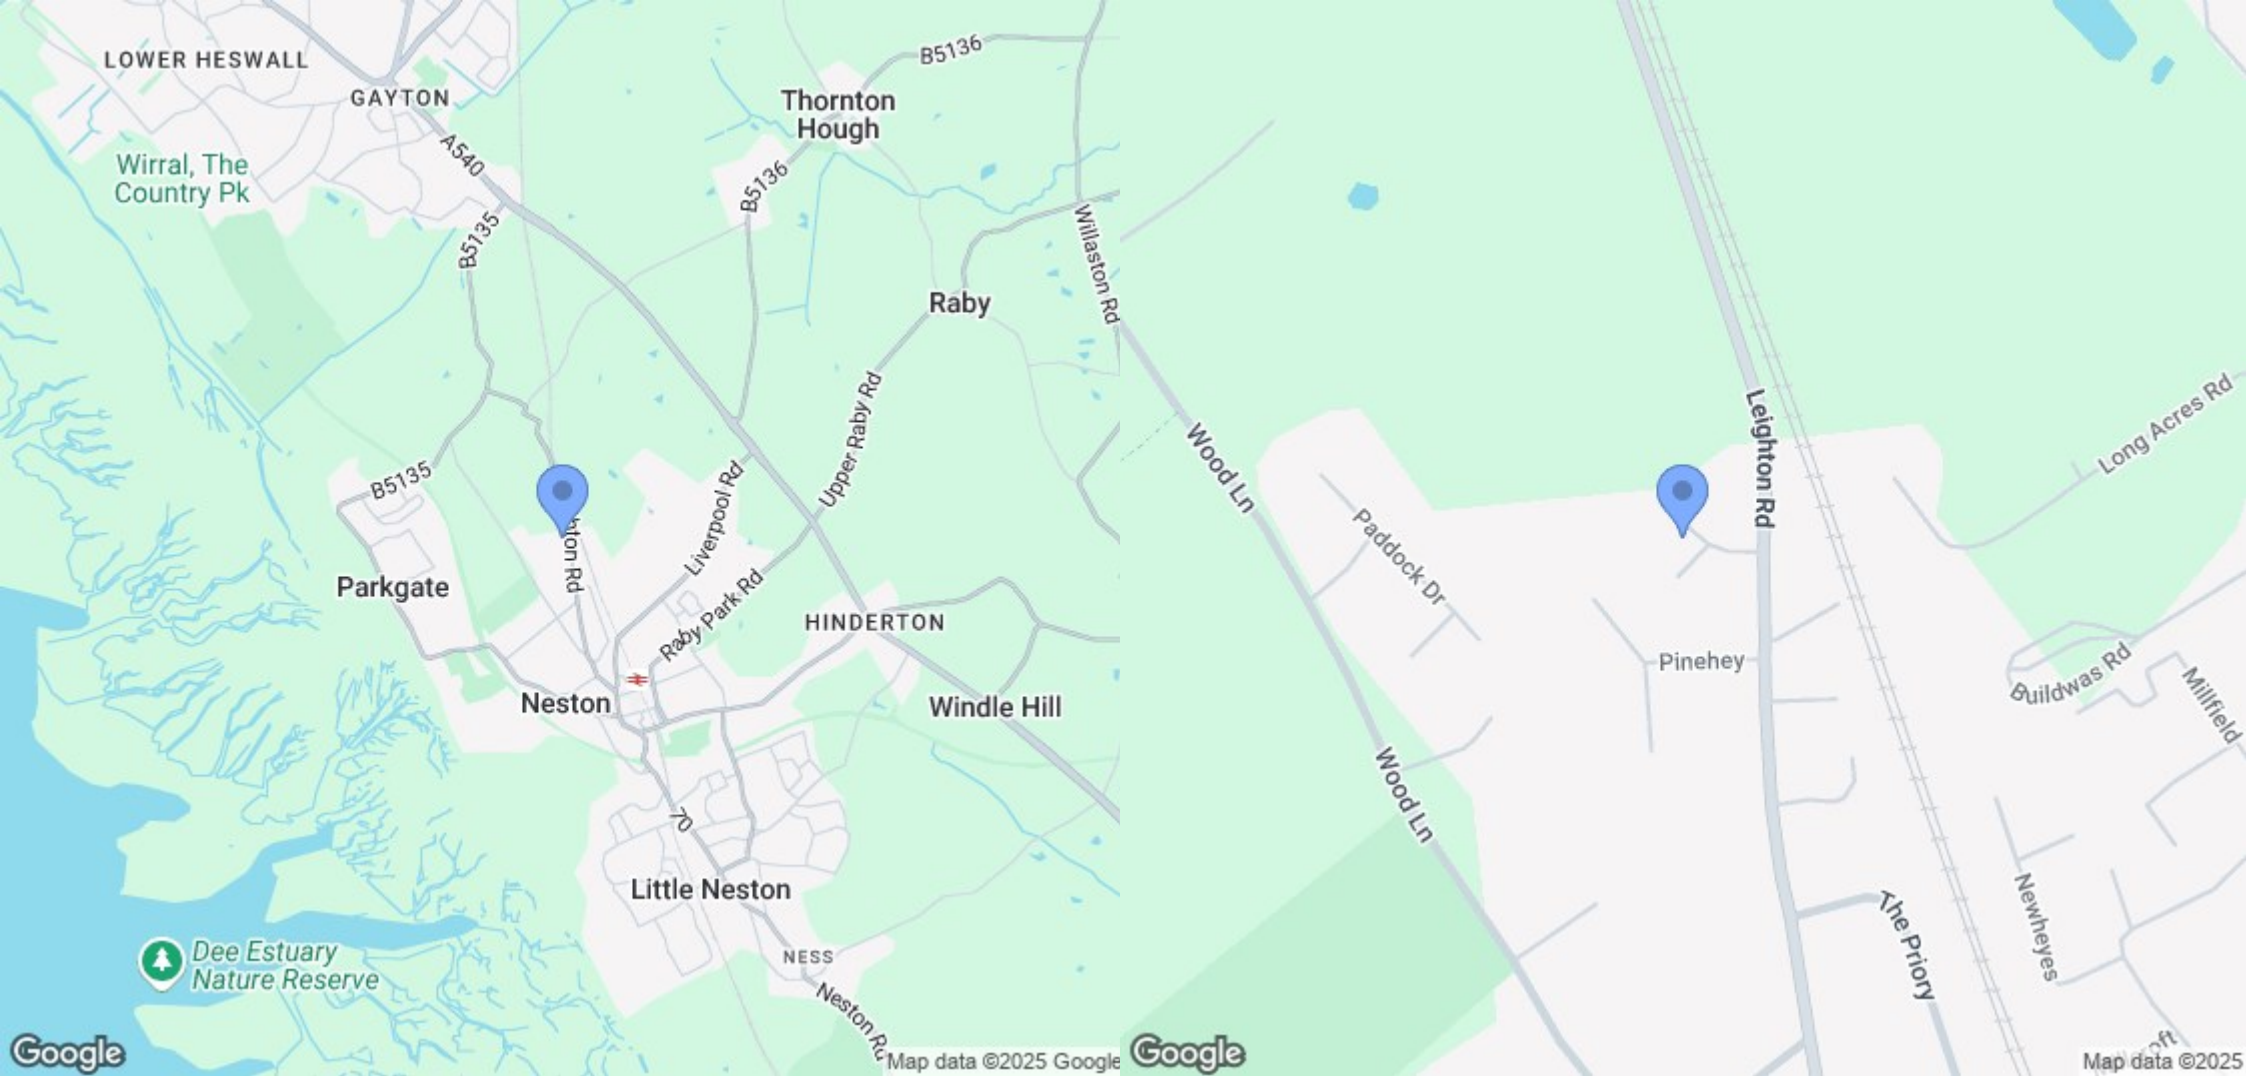 LOWER HESWALL
GAYTON
B5136
Thornton
Hough
A540
Wirral, The
Country Pk
B5136
B5135
Willaston Rd
Raby
Upper Raby Rd
B5135
Liverpool Rd
Parkgate
Raby Park Rd
HINDERTON
Neston
Windle Hill
70
Little Neston
NESS
Dee Estuary
Nature Reserve
Neston Rd
Google
Map data ©2025 Google
Leighton Rd
Long Acres Rd
Wood Ln
Paddock Dr
Pinehey
Buildwas Rd
Millfield
Wood Ln
Newheyes
The Priory
Google
Map data ©2025